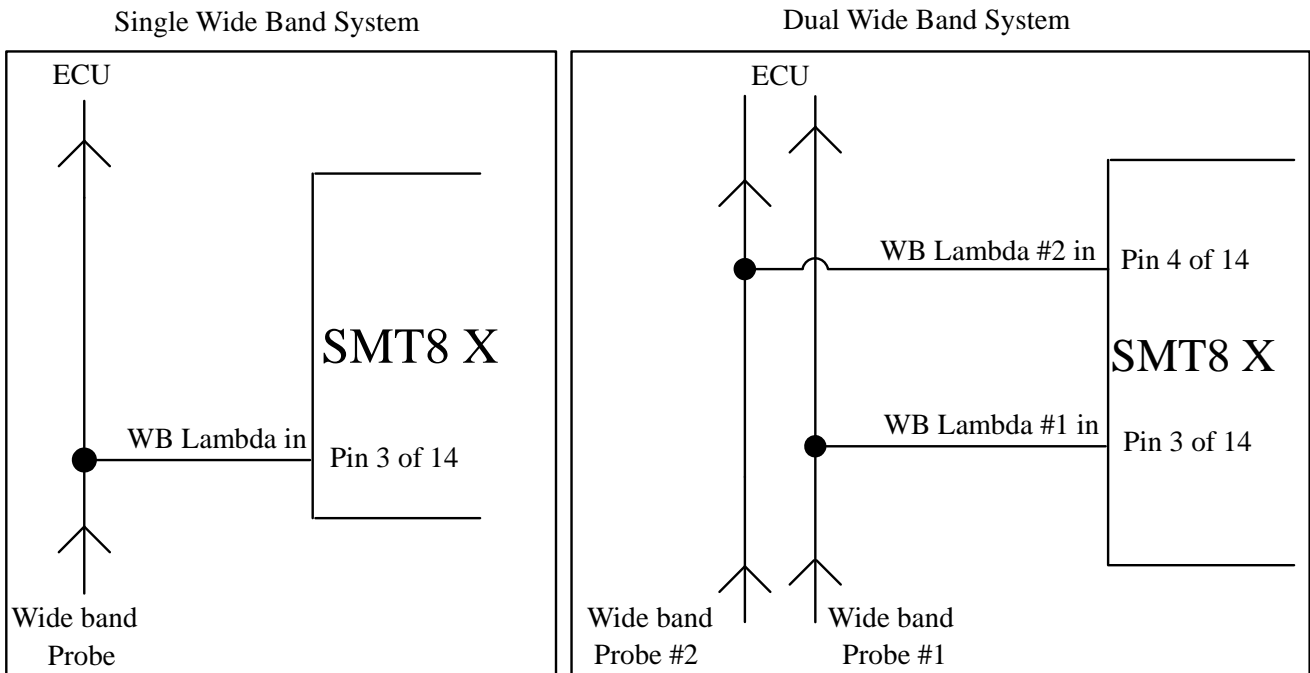 Single Wide Band System
ECU
SMT8 X
WB Lambda in
Pin 3 of 14
Wide band
Probe
Dual Wide Band System
ECU
WB Lambda #2 in
Pin 4 of 14
SMT8 X
WB Lambda #1 in
Pin 3 of 14
Wide band
Probe #2
Wide band
Probe #1